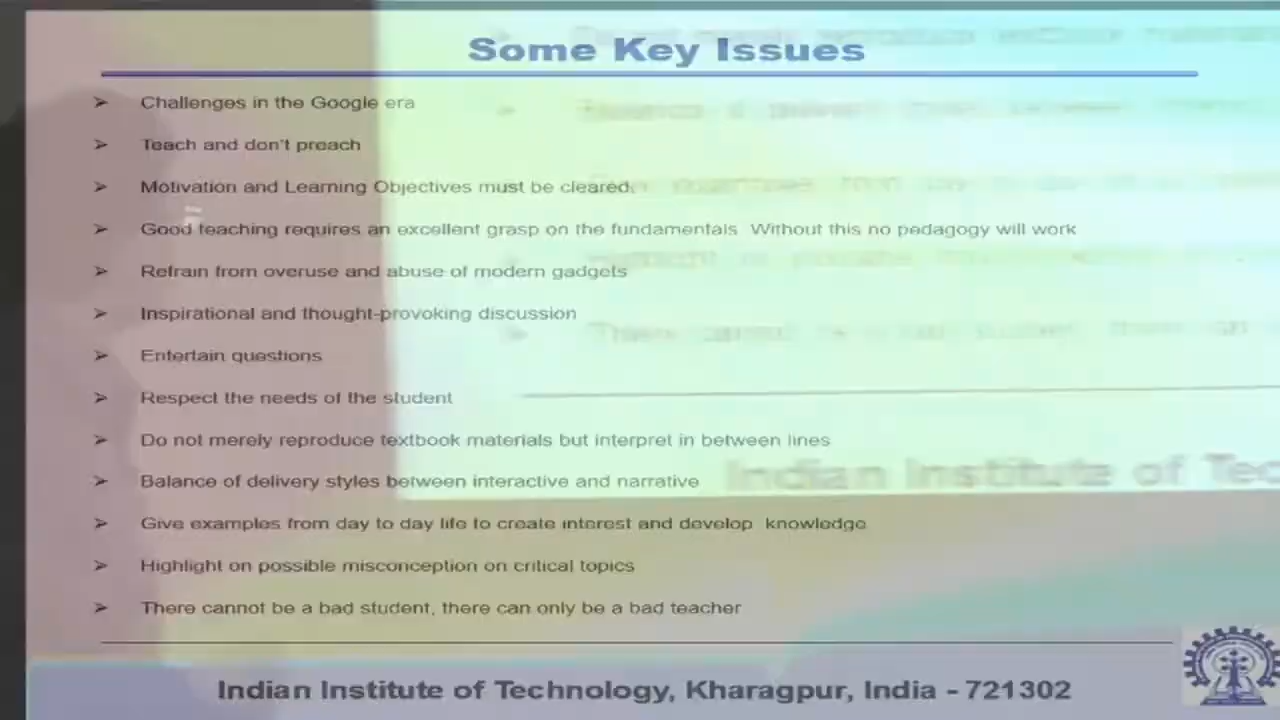 Some Key Issues
➢ Challenges in the Google era
➢ Teach and don't preach
➢ Motivation and Learning Objectives must be cleared.
➢ Good teaching requires an excellent grasp on the fundamentals. Without this no pedagogy will work
➢ Refrain from overuse and abuse of modern gadgets
➢ Inspirational and thought-provoking discussion
➢ Entertain questions
➢ Respect the needs of the student
➢ Do not merely reproduce textbook materials but interpret in between lines
➢ Balance of delivery styles between interactive and narrative
Indian Institute of
➢ Give examples from day to day life to create interest and develop knowledge
➢ Highlight on possible misconception on critical topics
➢ There cannot be a bad student, there can only be a bad teacher
Indian Institute of Technology, Kharagpur, India - 721302